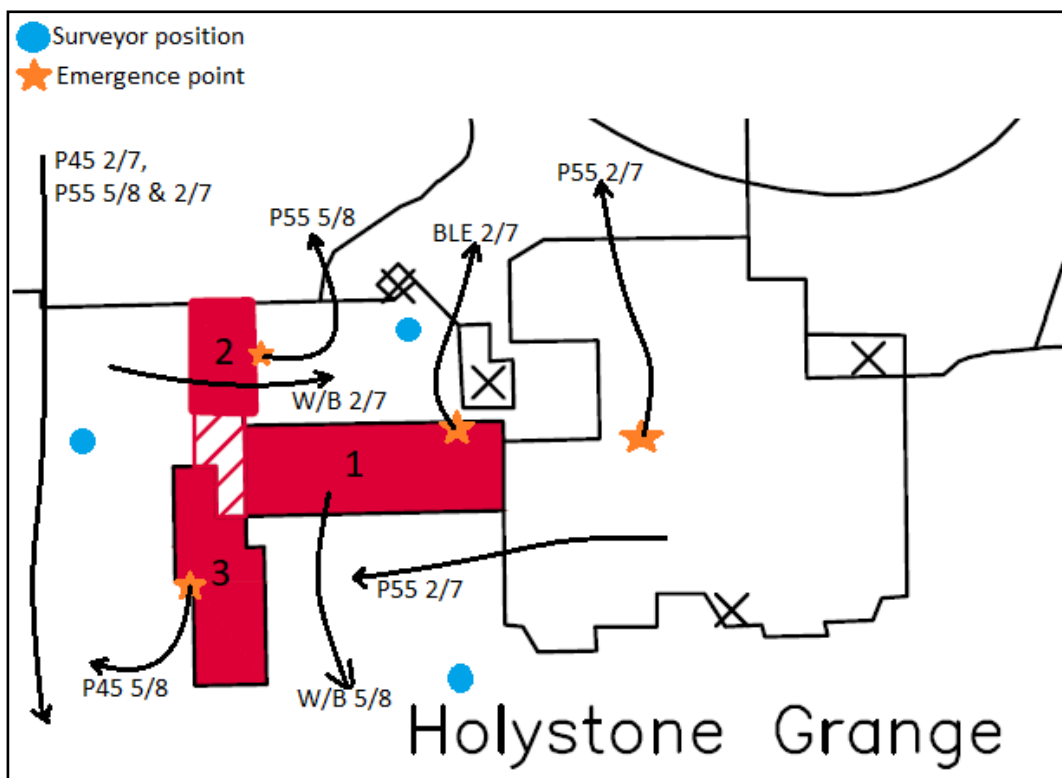 Surveyor position
Emergence point
P45 2/7,
P55 5/8 & 2/7
P55 2/7
P55 5/8
BLE 2/7
2
W/B 2/7
1
3
P55 2/7
P45 5/8
W/B 5/8
Holystone Grange